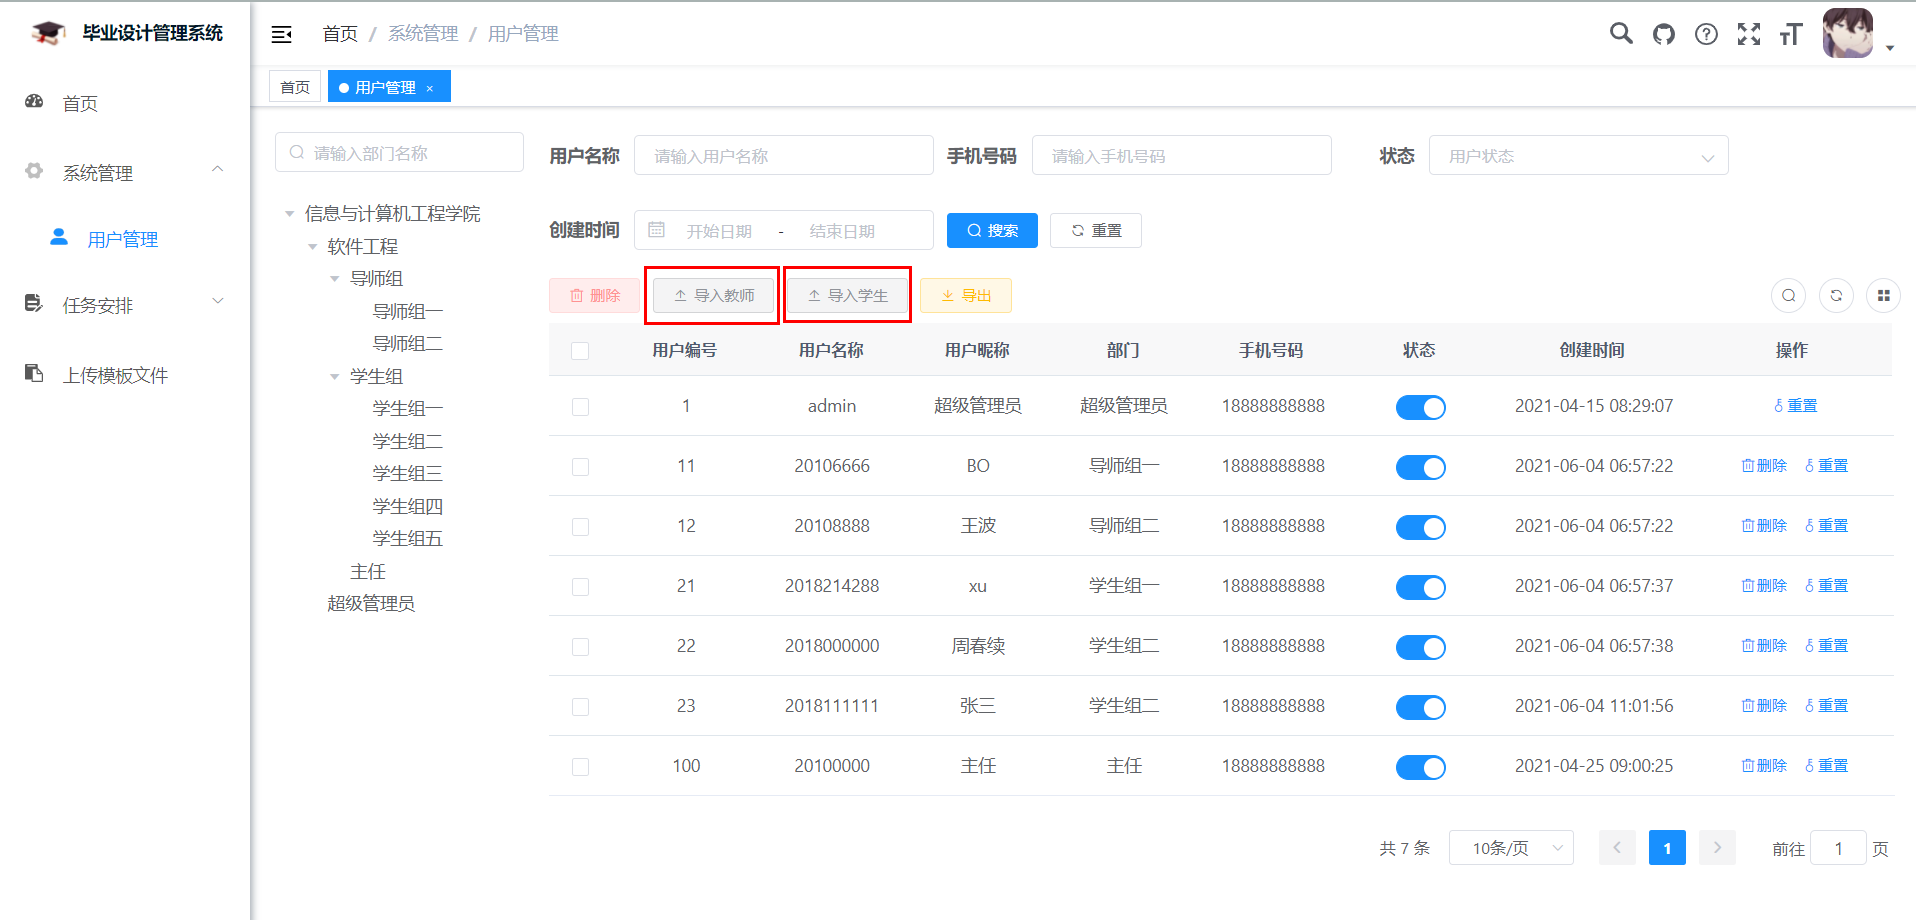 毕业设计管理系统
首页 / 系统管理 / 用户管理
首页
用户管理 ×
首页
系统管理
用户管理
任务安排
上传模板文件
请输入部门名称
信息与计算机工程学院
软件工程
导师组
导师组一
导师组二
学生组
学生组一
学生组二
学生组三
学生组四
学生组五
主任
超级管理员
用户名称 请输入用户名称 手机号码 请输入手机号码 状态 用户状态
创建时间 开始日期 - 结束日期 搜索 重置
删除 导入教师 导入学生 导出
用户编号 用户名称 用户昵称 部门 手机号码 状态 创建时间 操作
1 admin 超级管理员 超级管理员 18888888888 2021-04-15 08:29:07 重置
11 20106666 BO 导师组一 18888888888 2021-06-04 06:57:22 删除 重置
12 20108888 王波 导师组二 18888888888 2021-06-04 06:57:22 删除 重置
21 2018214288 xu 学生组一 18888888888 2021-06-04 06:57:37 删除 重置
22 2018000000 周春续 学生组二 18888888888 2021-06-04 06:57:38 删除 重置
23 2018111111 张三 学生组二 18888888888 2021-06-04 11:01:56 删除 重置
100 20100000 主任 主任 18888888888 2021-04-25 09:00:25 删除 重置
共 7 条 10条/页 1 前往 1 页